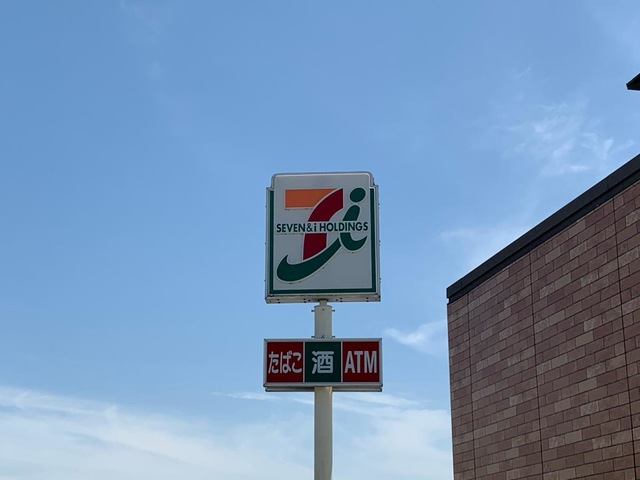 SEVEN&i HOLDINGS
たばこ 酒 ATM